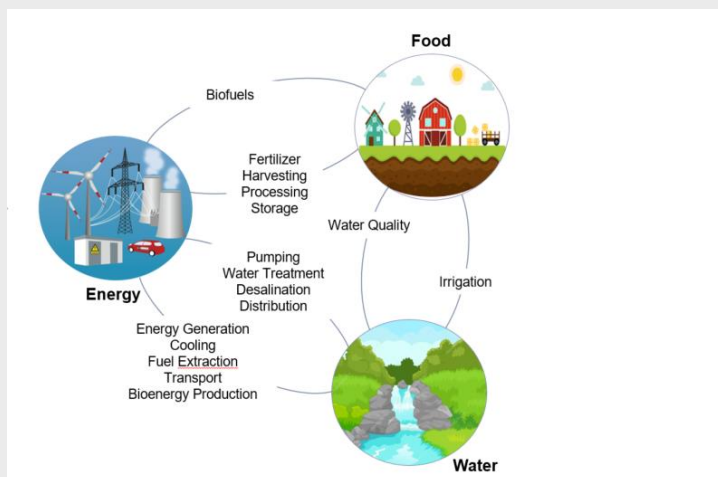 Food
Biofuels
Fertilizer
Harvesting
Processing
Storage
Water Quality
Pumping
Water Treatment
Desalination
Distribution
Irrigation
Energy
Energy Generation
Cooling
Fuel Extraction
Transport
Bioenergy Production
Water